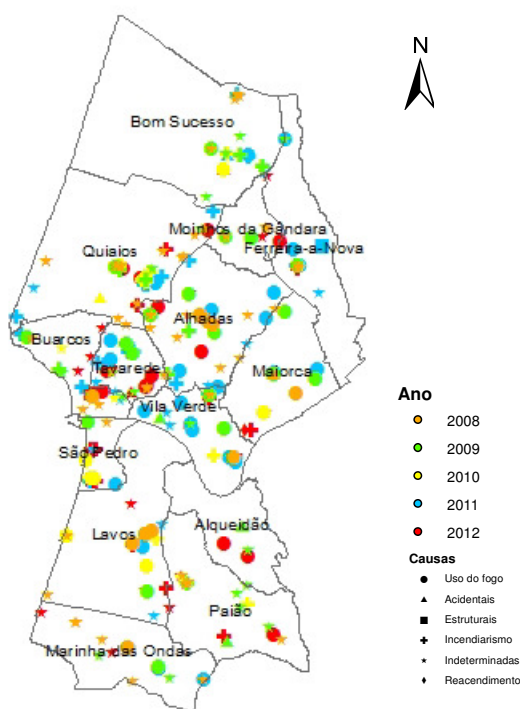 N
Bom Sucesso
Moinhos da Gândara
Quiaios
Ferreira-a-Nova
Alhadas
Buarcos
Tavarede
Maiorca
Vila Verde
São Pedro
Lavos
Alqueidão
Paião
Marinha das Ondas
Ano
2008
2009
2010
2011
2012
Causas
Uso do fogo
Acidentais
Estruturais
Incendiarismo
Indeterminadas
Reacendimento